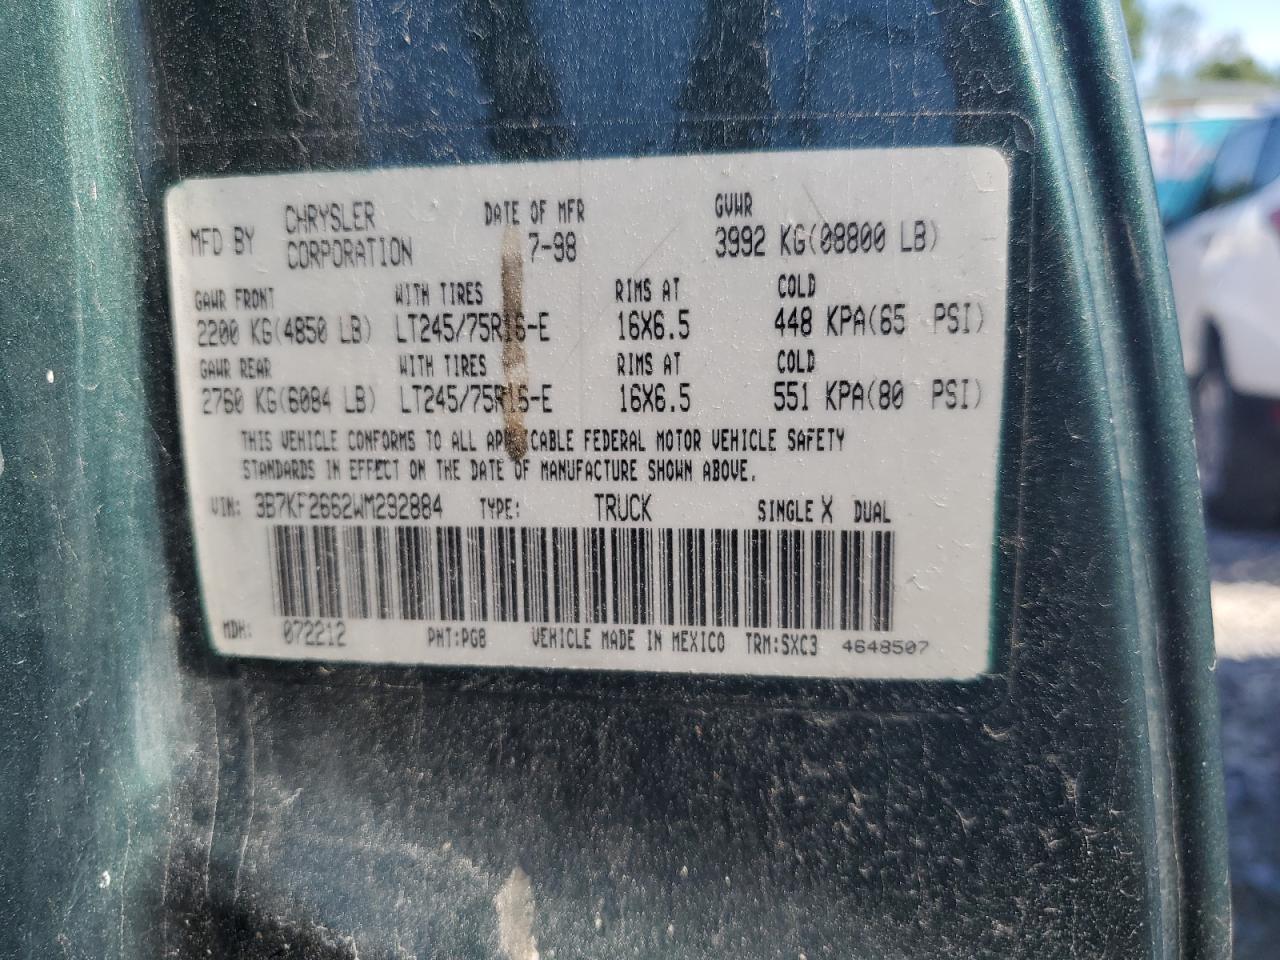 MFD BY CHRYSLER CORPORATION DATE OF MFR 7-98 GVWR 3992 KG(08800 LB)
GAWR FRONT WITH TIRES RIMS AT COLD
2200 KG(4850 LB) LT245/75R16-E 16X6.5 448 KPA(65 PSI)
GAWR REAR WITH TIRES RIMS AT COLD
2760 KG(6084 LB) LT245/75R16-E 16X6.5 551 KPA(80 PSI)
THIS VEHICLE CONFORMS TO ALL APPLICABLE FEDERAL MOTOR VEHICLE SAFETY
STANDARDS IN EFFECT ON THE DATE OF MANUFACTURE SHOWN ABOVE.
VIN: 3B7KF2662WM292884 TYPE: TRUCK SINGLE X DUAL
MDH: 072212 PNT:PG8 VEHICLE MADE IN MEXICO TRM:SXC3 4648507